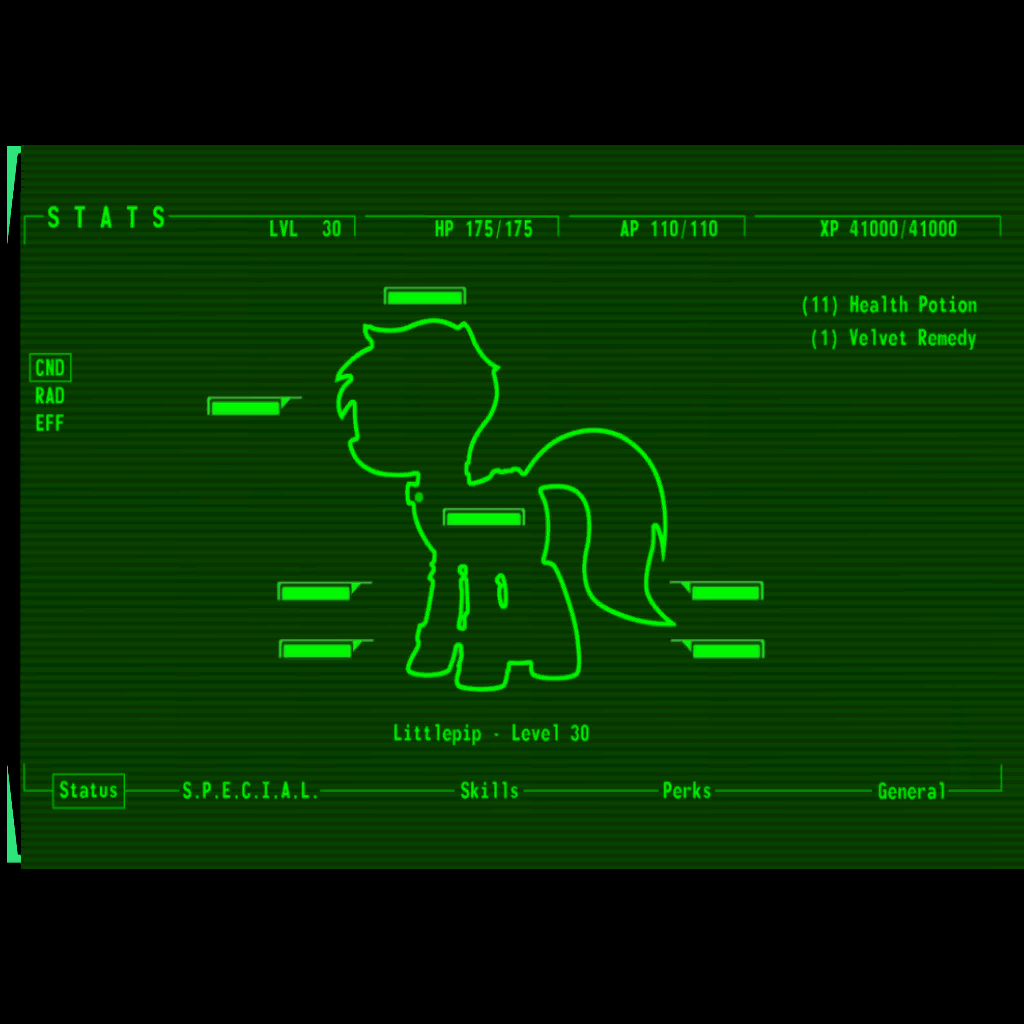 STATS
LVL 30 HP 175/175 AP 110/110 XP 41000/41000
(11) Health Potion
(1) Velvet Remedy
CND
RAD
EFF
Littlepip - Level 30
Status S.P.E.C.I.A.L. Skills Perks General